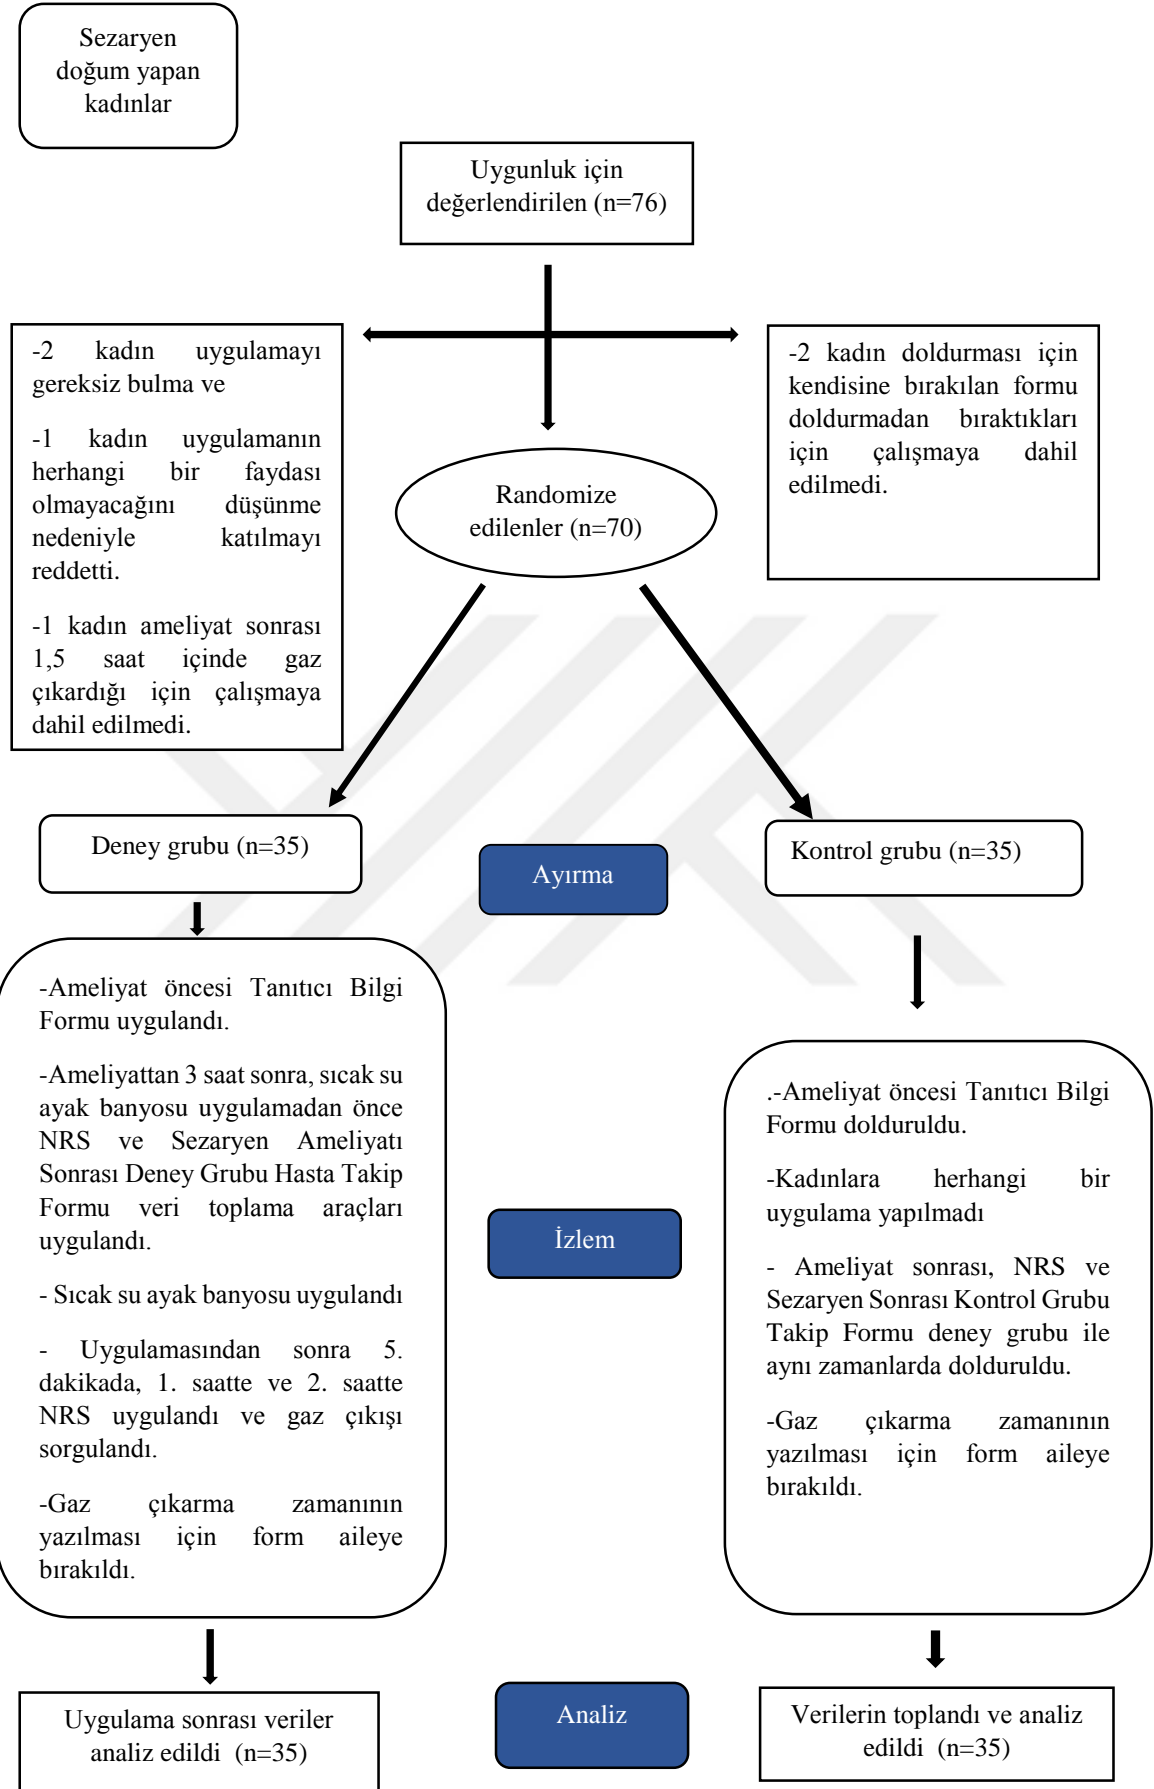 Sezaryen
doğum yapan
kadınlar
Uygunluk için
değerlendirilen (n=76)
-2 kadın uygulamayı
gereksiz bulma ve
-1 kadın uygulamanın
herhangi bir faydası
olmayacağını düşünme
nedeniyle katılmayı
reddetti.
-1 kadın ameliyat sonrası
1,5 saat içinde gaz
çıkardığı için çalışmaya
dahil edilmedi.
-2 kadın doldurması için
kendisine bırakılan formu
doldurmadan bıraktıkları
için çalışmaya dahil
edilmedi.
Randomize
edilenler (n=70)
Deney grubu (n=35)
Ayırma
Kontrol grubu (n=35)
-Ameliyat öncesi Tanıtıcı Bilgi
Formu uygulandı.
-Ameliyattan 3 saat sonra, sıcak su
ayak banyosu uygulamadan önce
NRS ve Sezaryen Ameliyatı
Sonrası Deney Grubu Hasta Takip
Formu veri toplama araçları
uygulandı.
- Sıcak su ayak banyosu uygulandı
- Uygulamasından sonra 5.
dakikada, 1. saatte ve 2. saatte
NRS uygulandı ve gaz çıkışı
sorgulandı.
-Gaz çıkarma zamanının
yazılması için form aileye
bırakıldı.
İzlem
.-Ameliyat öncesi Tanıtıcı Bilgi
Formu dolduruldu.
-Kadınlara herhangi bir
uygulama yapılmadı
- Ameliyat sonrası, NRS ve
Sezaryen Sonrası Kontrol Grubu
Takip Formu deney grubu ile
aynı zamanlarda dolduruldu.
-Gaz çıkarma zamanının
yazılması için form aileye
bırakıldı.
Uygulama sonrası veriler
analiz edildi (n=35)
Analiz
Verilerin toplandı ve analiz
edildi (n=35)